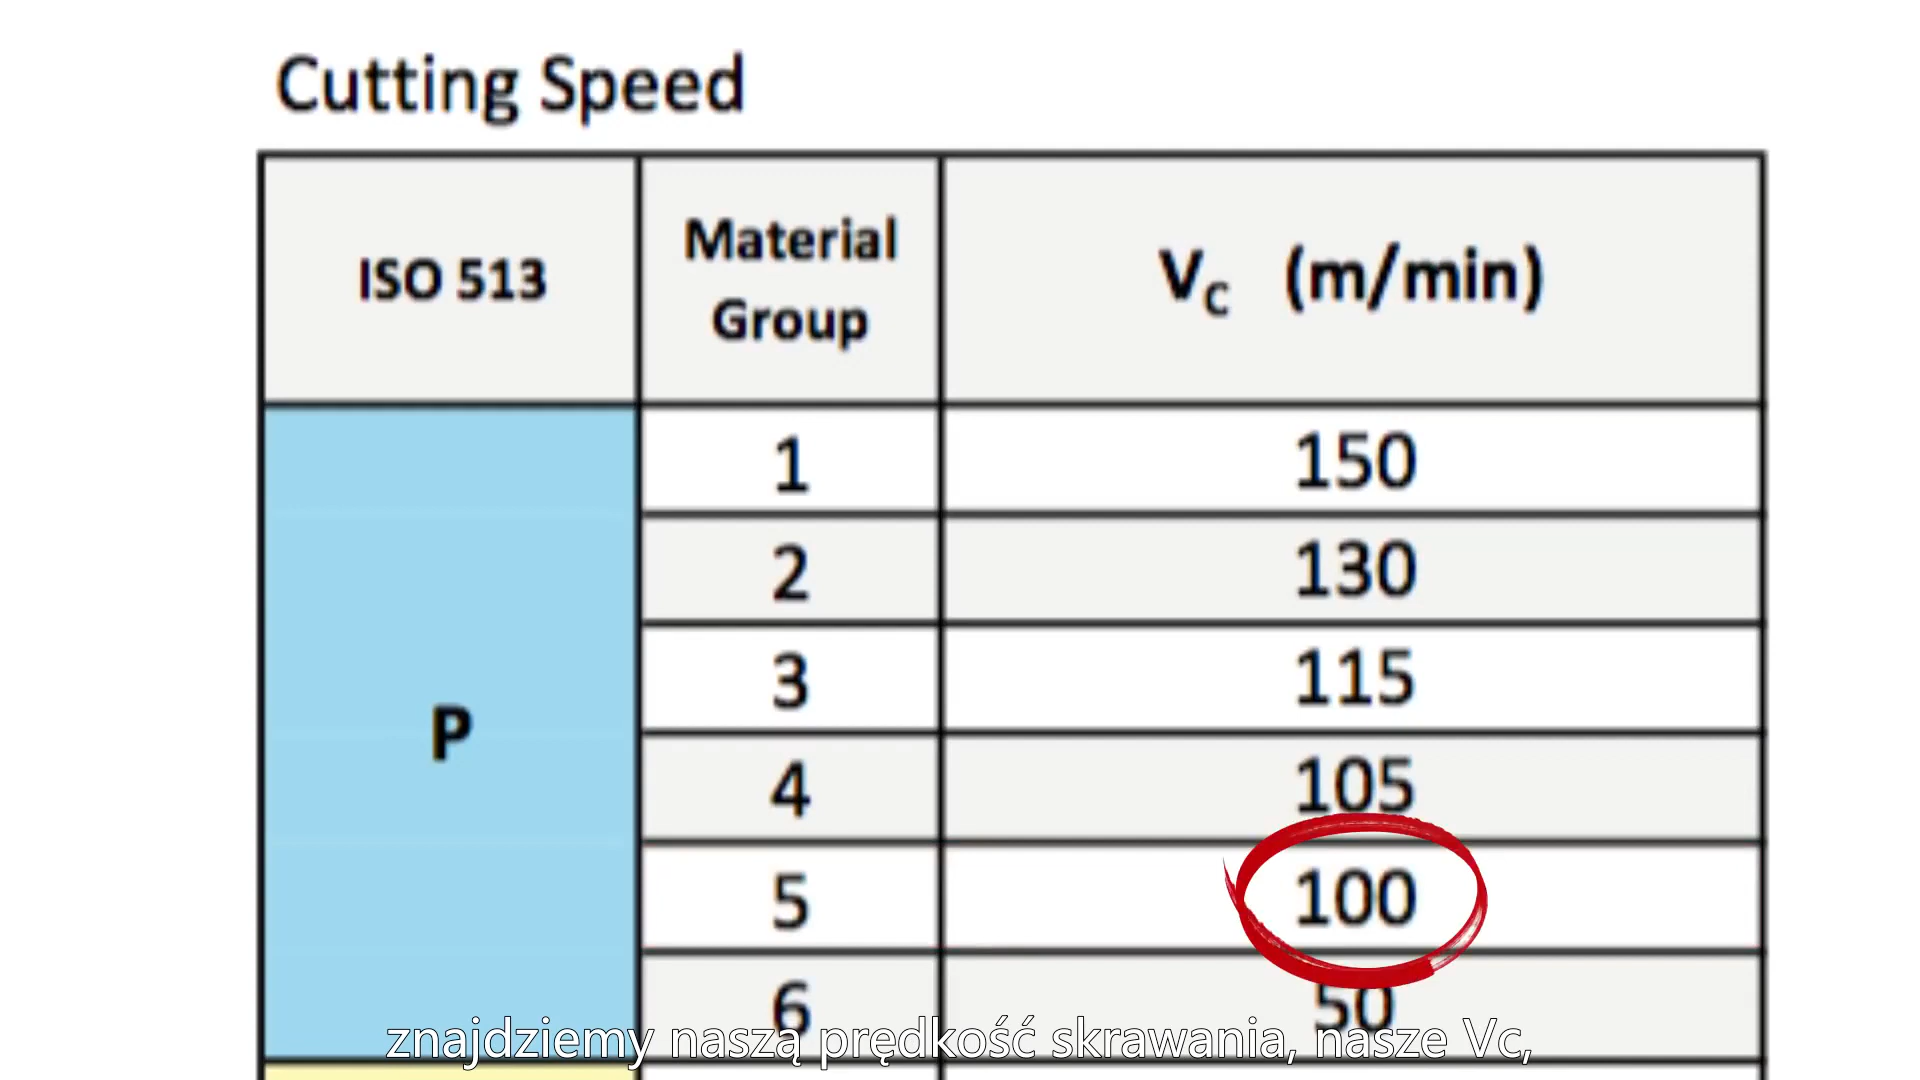 Cutting Speed
ISO 513 Material Group Vc (m/min)
P
1 150
2 130
3 115
4 105
5 100
6 50
znajdziemy naszą prędkość skrawania, nasze Vc,